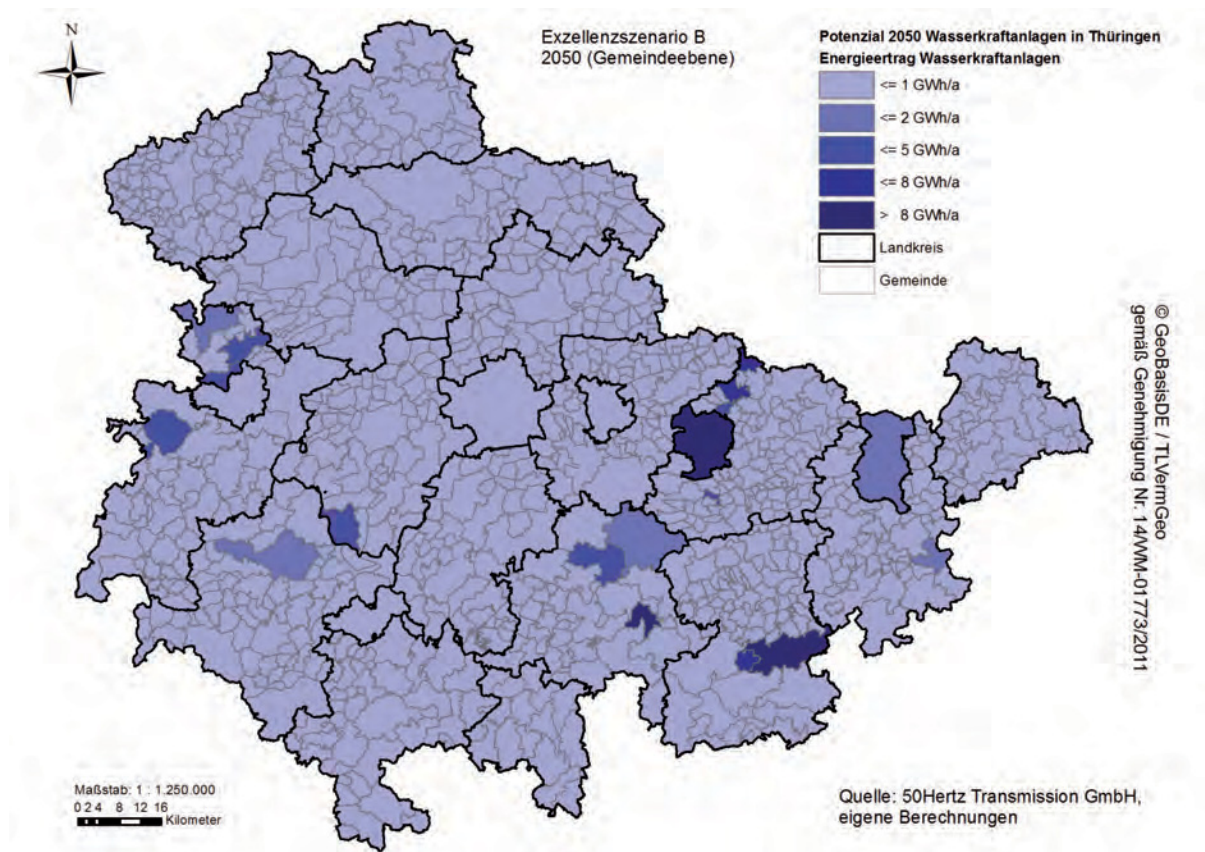 N
Exzellenzszenario B
2050 (Gemeindeebene)
Potenzial 2050 Wasserkraftanlagen in Thüringen
Energieertrag Wasserkraftanlagen
<= 1 GWh/a
<= 2 GWh/a
<= 5 GWh/a
<= 8 GWh/a
> 8 GWh/a
Landkreis
Gemeinde
© GeoBasisDE / TLVermGeo
gemäß Genehmigung Nr. 14/WM-01773/2011
Maßstab: 1 : 1.250.000
0 2 4 8 12 16
Kilometer
Quelle: 50Hertz Transmission GmbH,
eigene Berechnungen